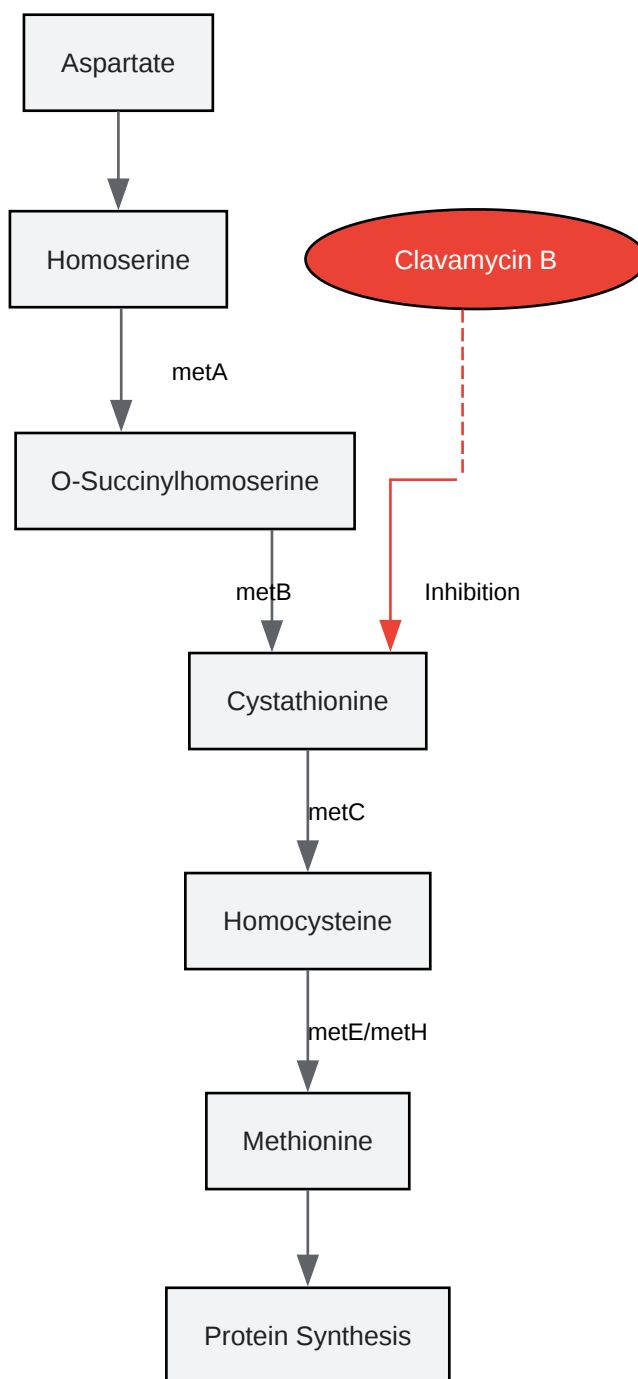 Aspartate
Homoserine
Clavamycin B
metA
O-Succinylhomoserine
metB
Inhibition
Cystathionine
metC
Homocysteine
metE/metH
Methionine
Protein Synthesis